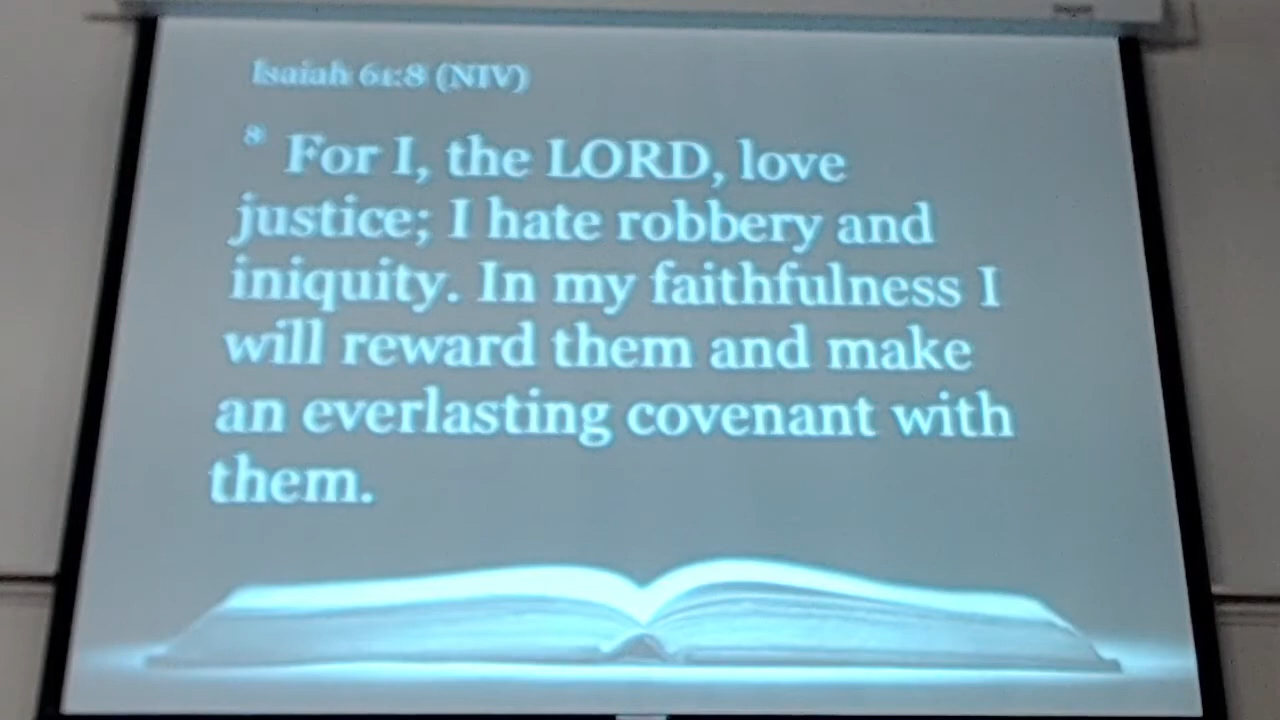 Isaiah 61:8 (NIV)
8 For I, the LORD, love
justice; I hate robbery and
iniquity. In my faithfulness I
will reward them and make
an everlasting covenant with
them.